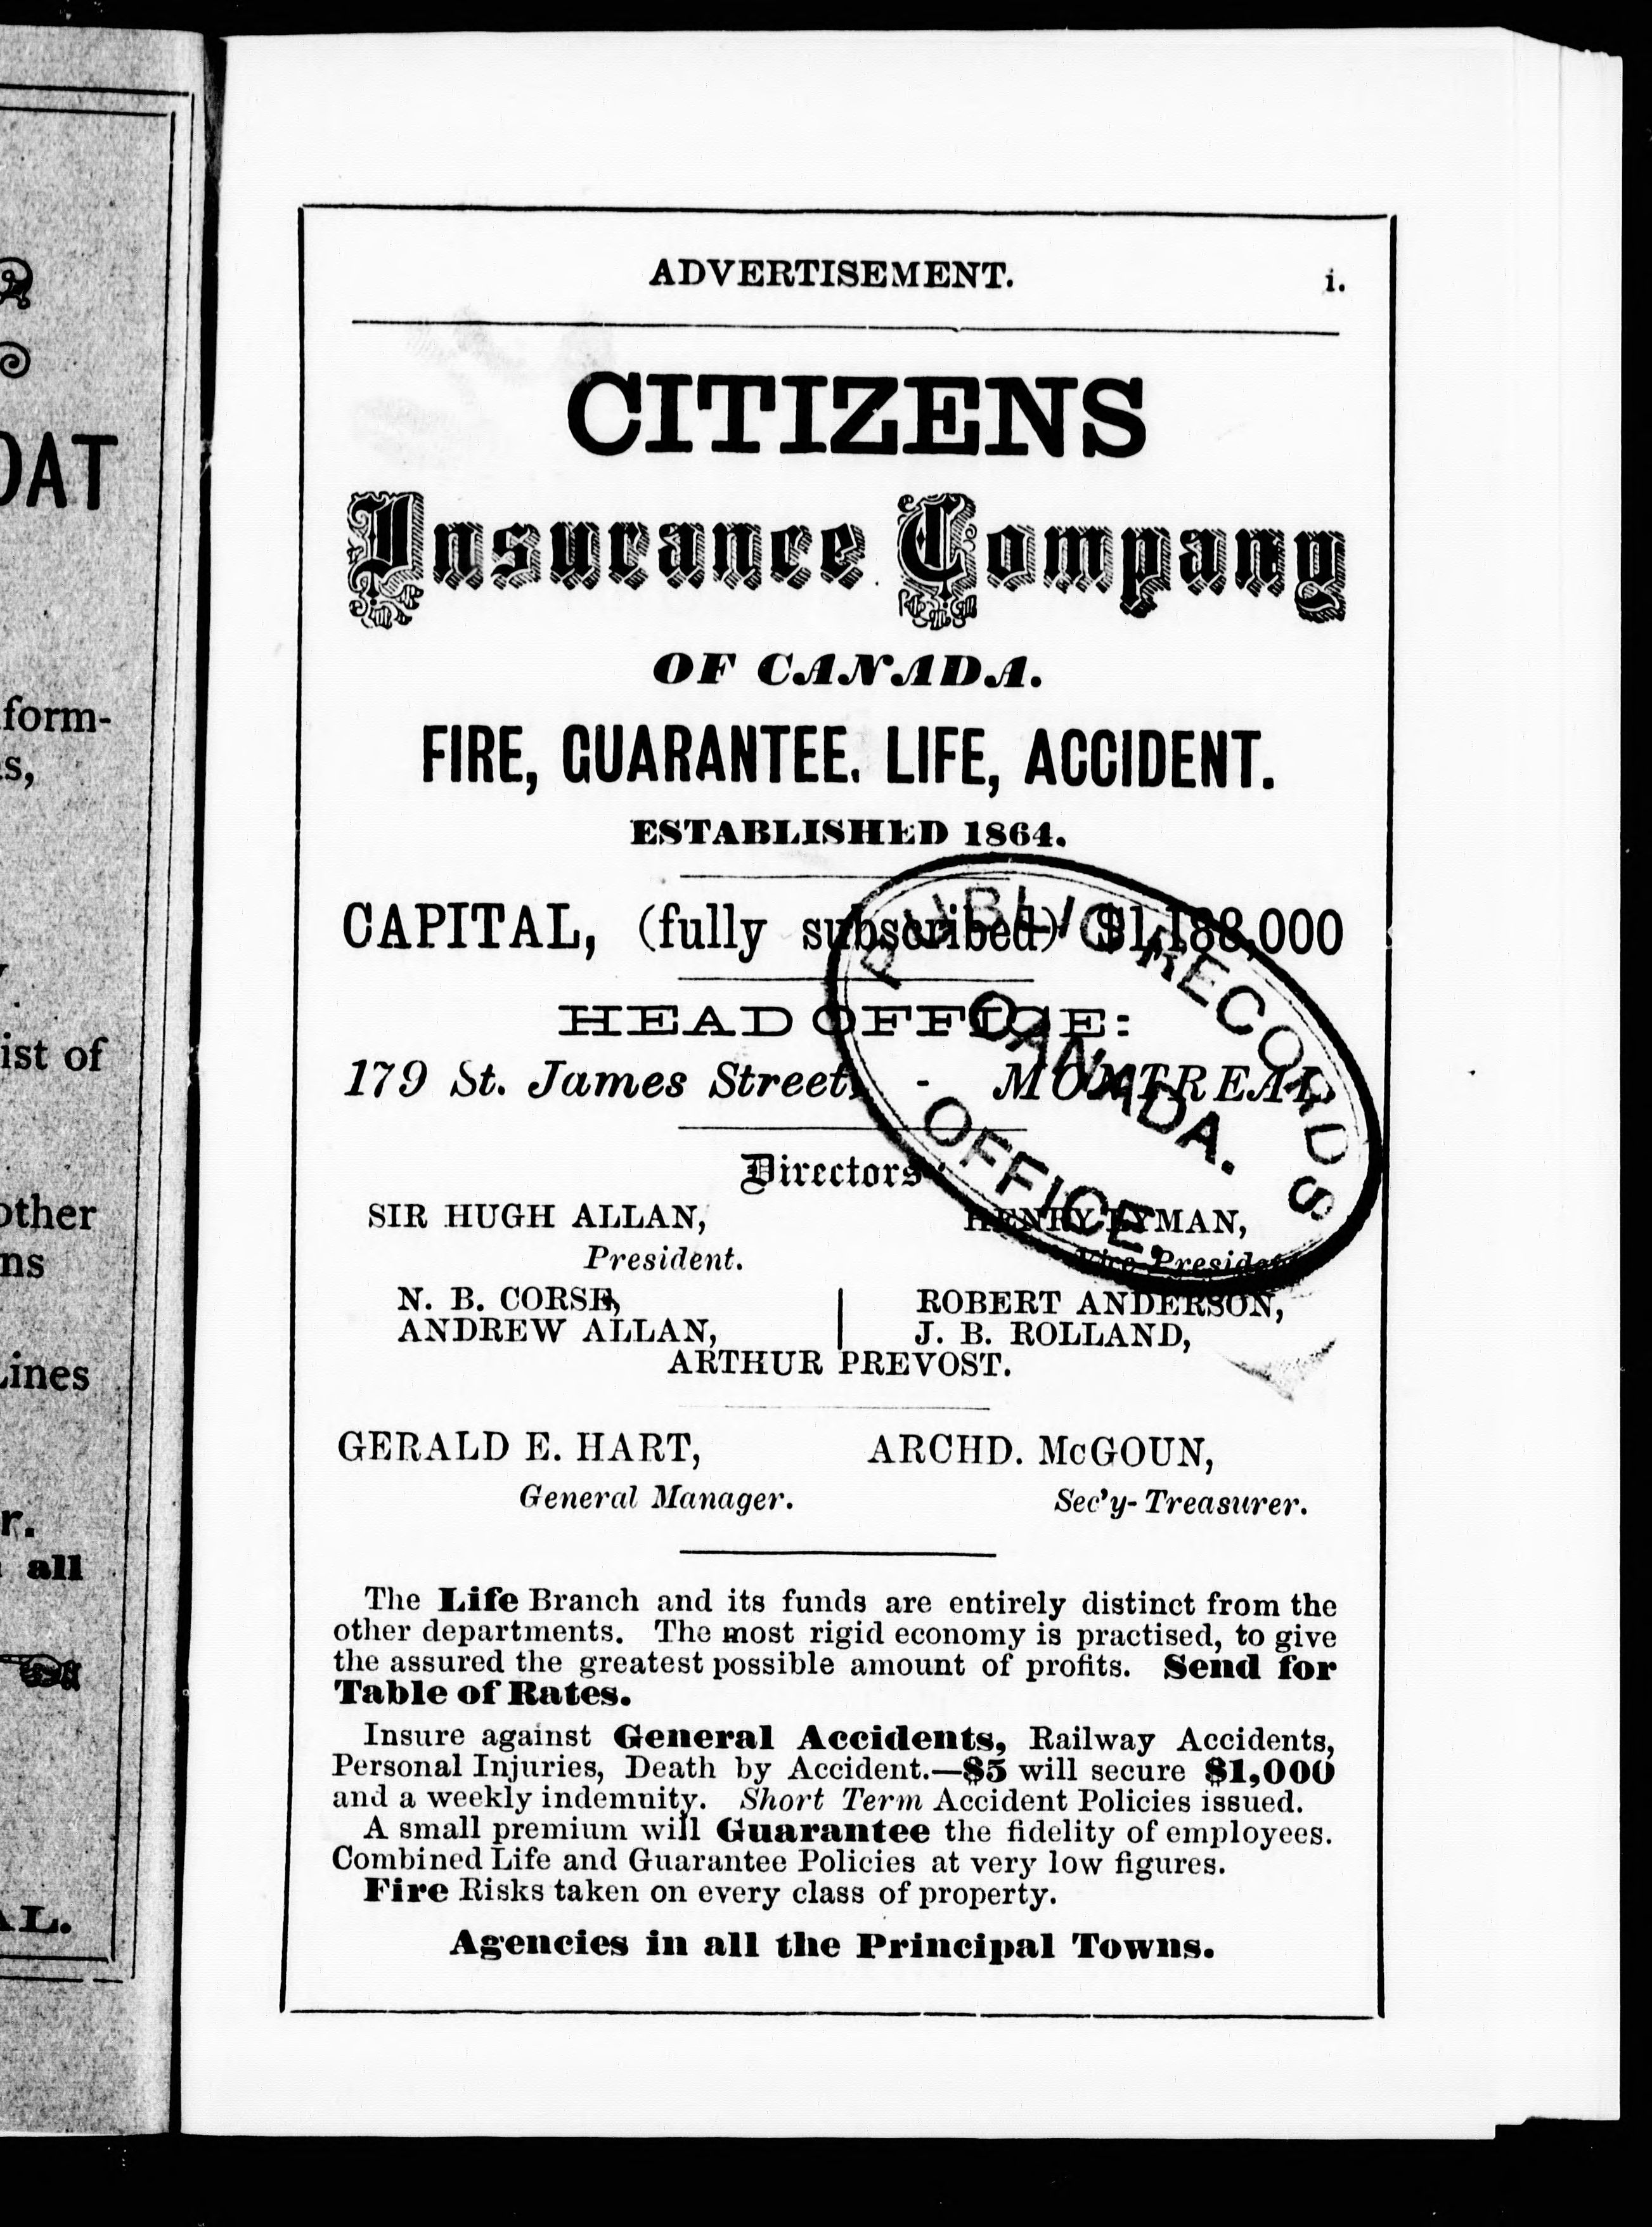 ADVERTISEMENT. i.
CITIZENS
Insurance Company
OF CANADA.
FIRE, GUARANTEE. LIFE, ACCIDENT.
ESTABLISHED 1864.
CAPITAL, (fully subscribed) $1,188,000
HEAD OFFICE:
179 St. James Street, - MONTREAL.
PUBLIC RECORDS
CANADA.
OFFICE.
Directors:
SIR HUGH ALLAN, HENRY LYMAN,
President. Vice President.
N. B. CORSE, ROBERT ANDERSON,
ANDREW ALLAN, J. B. ROLLAND,
ARTHUR PREVOST.
GERALD E. HART, ARCHD. McGOUN,
General Manager. Sec'y-Treasurer.
The Life Branch and its funds are entirely distinct from the
other departments. The most rigid economy is practised, to give
the assured the greatest possible amount of profits. Send for
Table of Rates.
Insure against General Accidents, Railway Accidents,
Personal Injuries, Death by Accident.—$5 will secure $1,000
and a weekly indemnity. Short Term Accident Policies issued.
A small premium will Guarantee the fidelity of employees.
Combined Life and Guarantee Policies at very low figures.
Fire Risks taken on every class of property.
Agencies in all the Principal Towns.